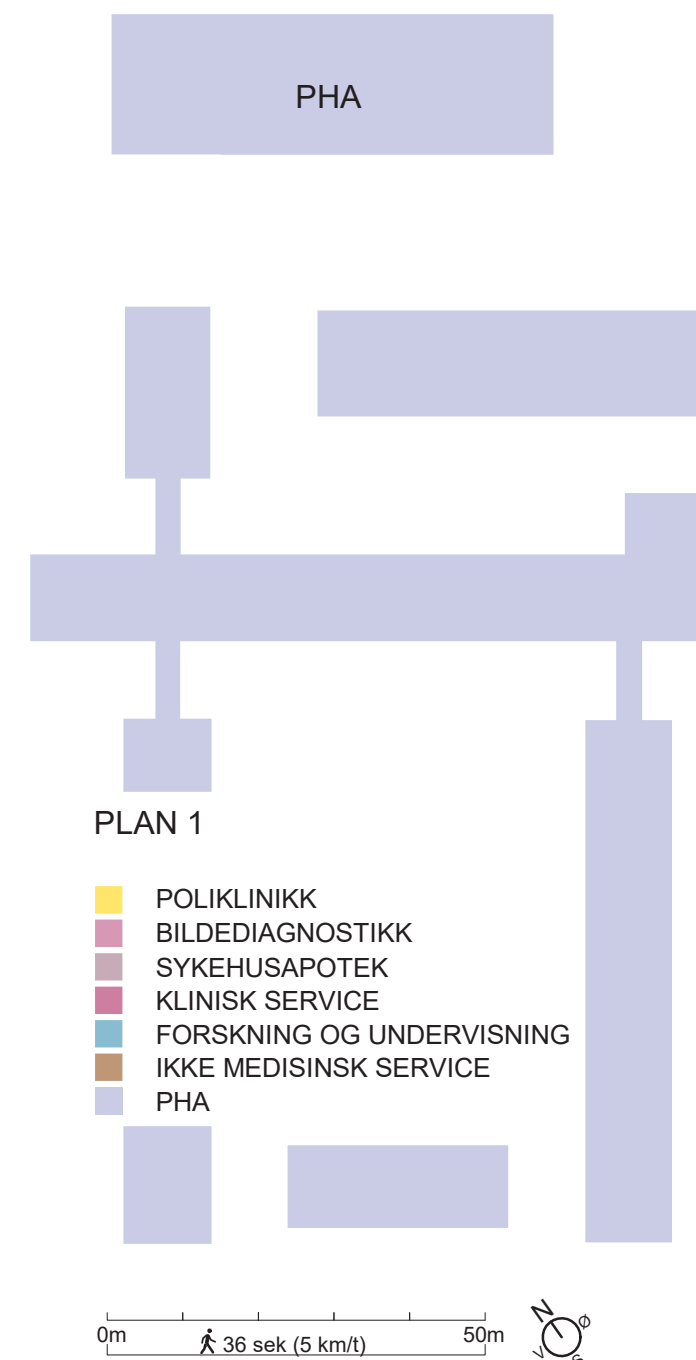 PHA
PLAN 1
POLIKLINIKK
BILDEDIAGNOSTIKK
SYKEHUSAPOTEK
KLINISK SERVICE
FORSKNING OG UNDERVISNING
IKKE MEDISINSK SERVICE
PHA
0m 36 sek (5 km/t) 50m
N
Ø
V
S